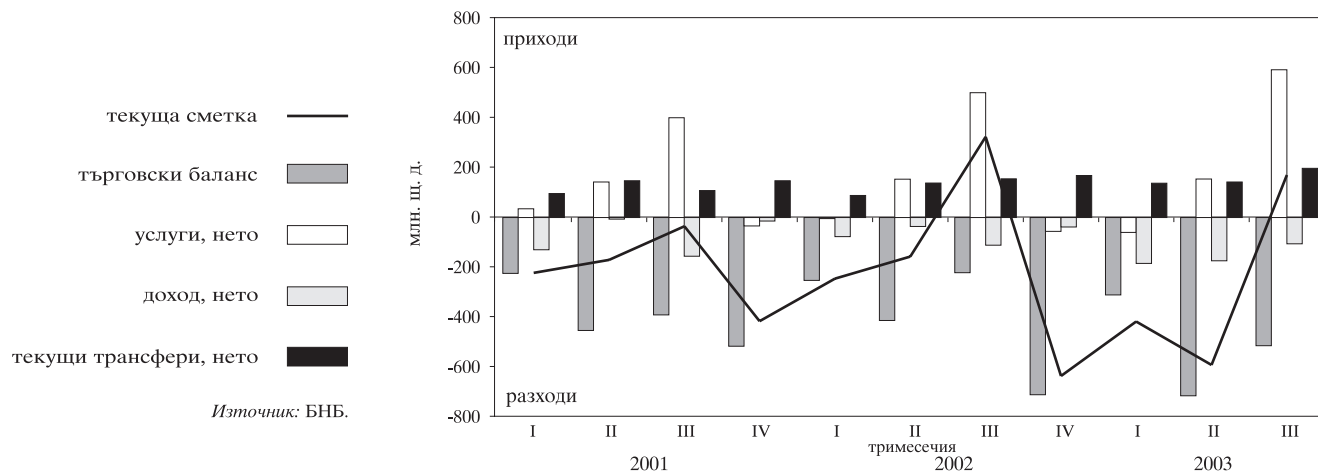 текуща сметка
търговски баланс
услуги, нето
доход, нето
текущи трансфери, нето
Източник: БНБ.
млн. щ. д.
800
600
400
200
0
-200
-400
-600
-800
приходи
разходи
I II III IV I II III IV I II III
тримесечия
2001 2002 2003